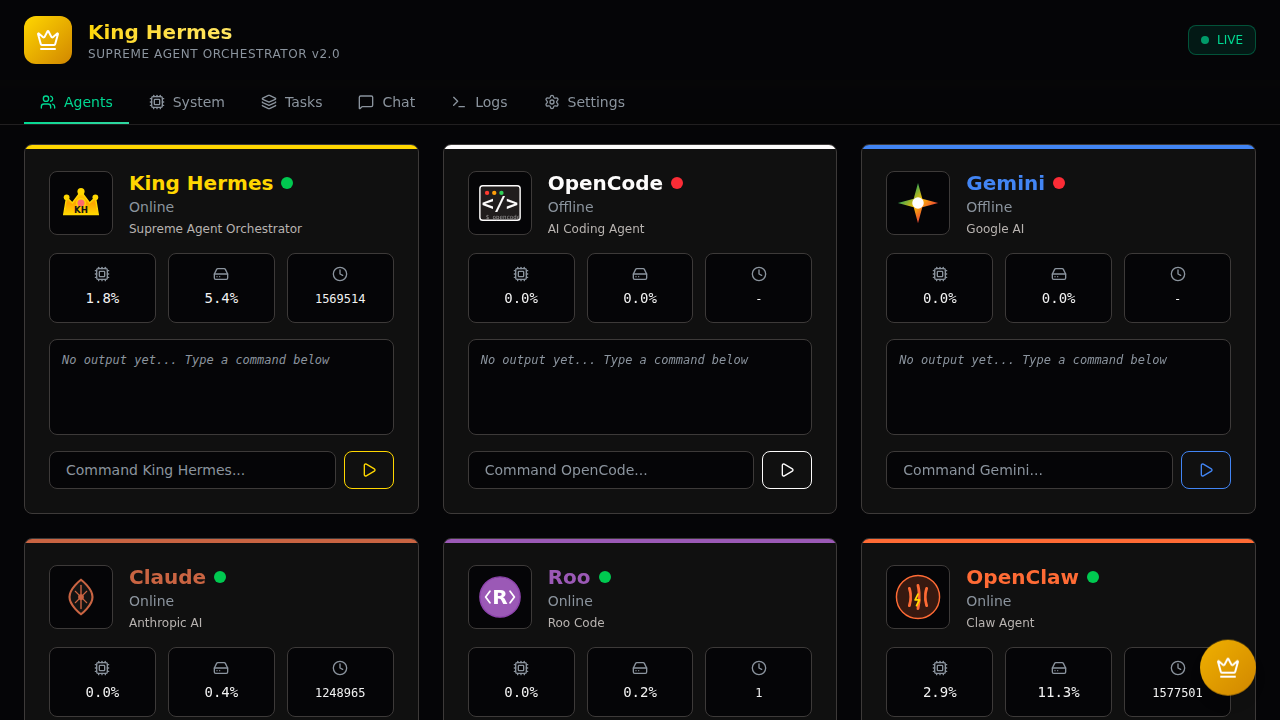 King Hermes
SUPREME AGENT ORCHESTRATOR v2.0
LIVE
Agents
System
Tasks
Chat
Logs
Settings
KH
King Hermes
Online
Supreme Agent Orchestrator
1.8%
5.4%
1569514
No output yet... Type a command below
Command King Hermes...
</>
$ opencode
OpenCode
Offline
AI Coding Agent
0.0%
0.0%
-
No output yet... Type a command below
Command OpenCode...
Gemini
Offline
Google AI
0.0%
0.0%
-
No output yet... Type a command below
Command Gemini...
Claude
Online
Anthropic AI
0.0%
0.4%
1248965
<R>
Roo
Online
Roo Code
0.0%
0.2%
1
OpenClaw
Online
Claw Agent
2.9%
11.3%
1577501